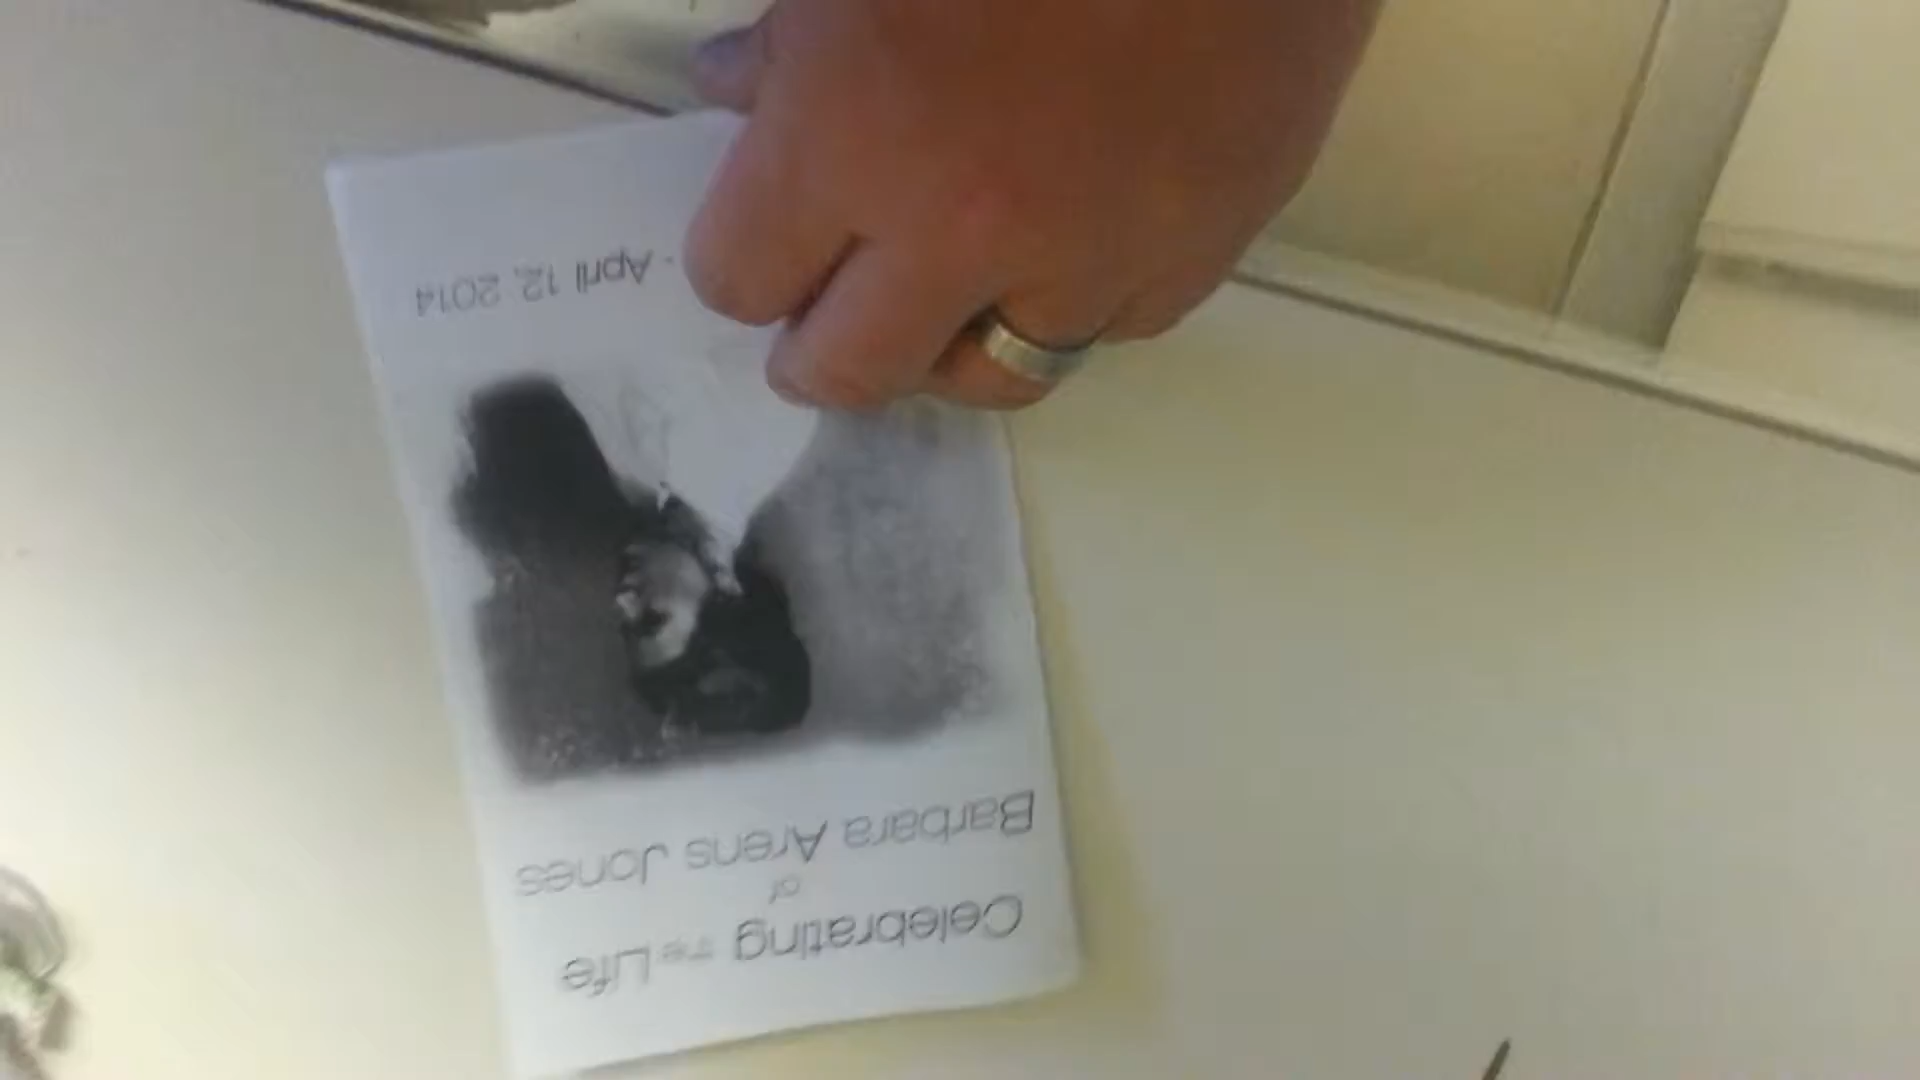 Celebrating the Life
of
Barbara Arens Jones
- April 12, 2014